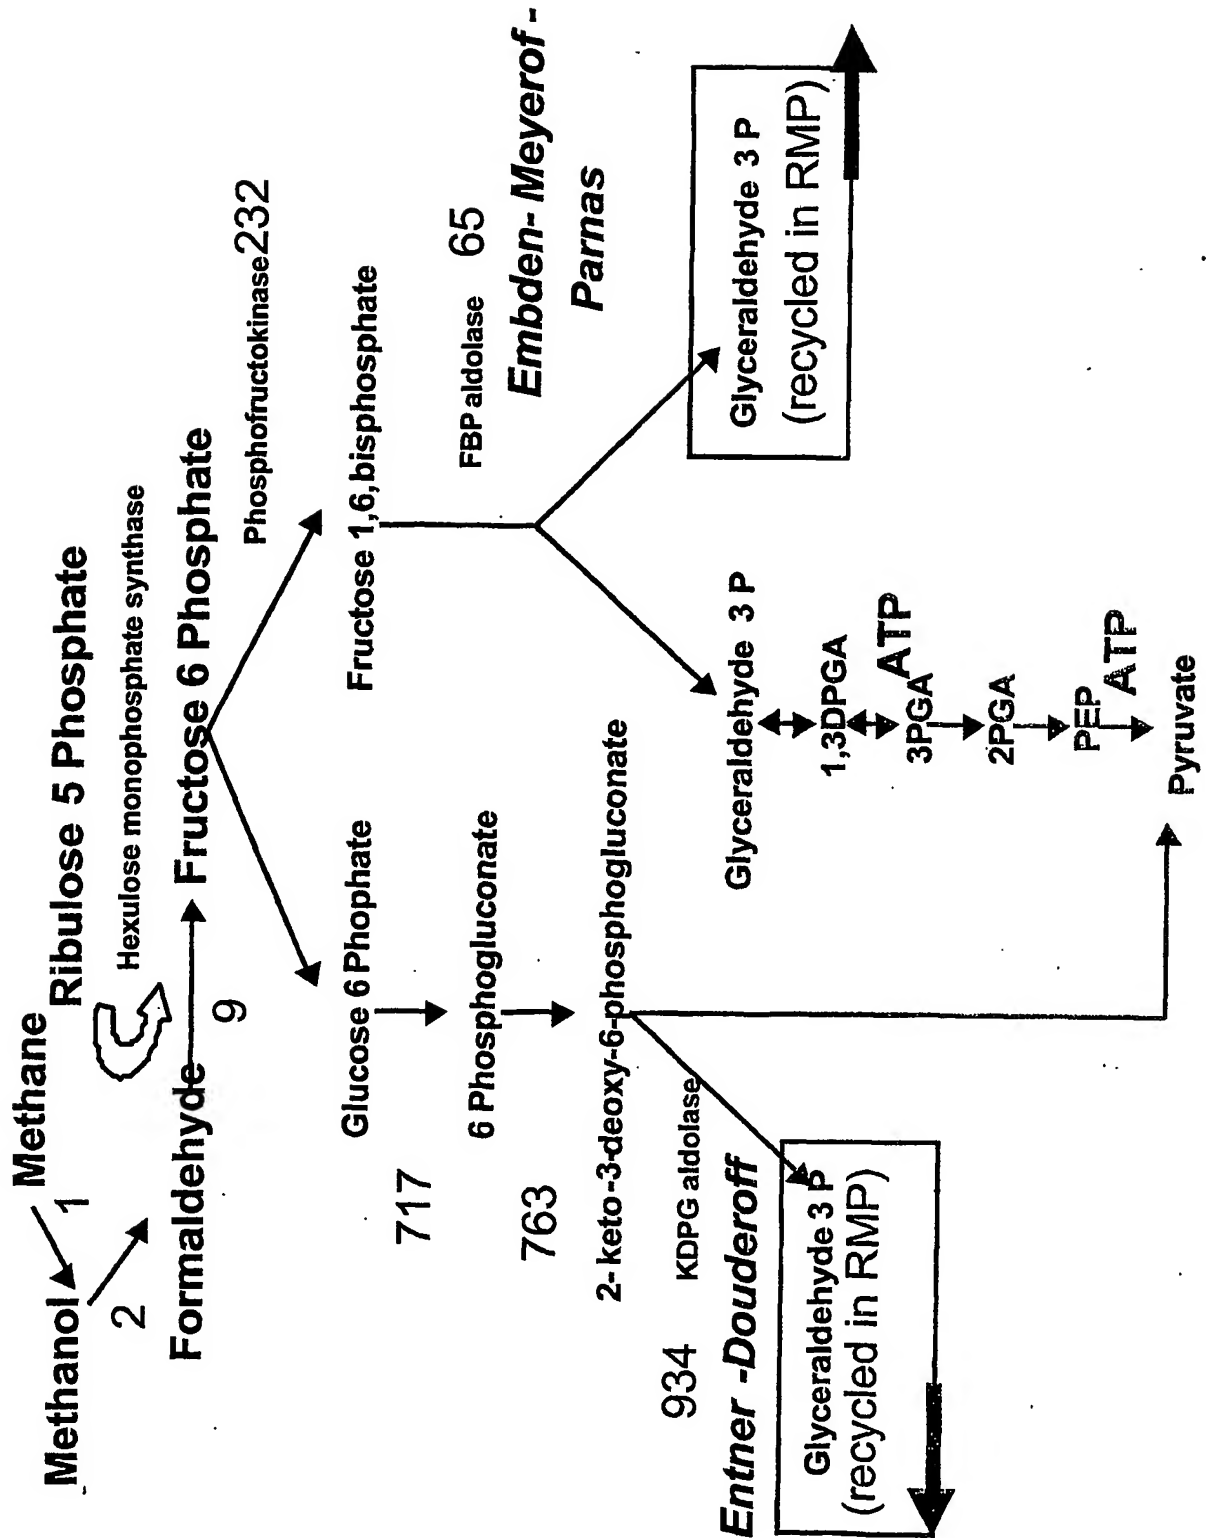 Methane
Methanol
1
2
Ribulose 5 Phosphate
Hexulose monophosphate synthase
Formaldehyde
9
Fructose 6 Phosphate
Phosphofructokinase 232
Glucose 6 Phophate
Fructose 1,6,bisphosphate
717
6 Phosphogluconate
FBP aldolase 65
763
Embden- Meyerof -
Parnas
2- keto -3-deoxy-6-phosphogluconate
934 KDPG aldolase
Entner -Douderoff
Glyceraldehyde 3 P
(recycled in RMP)
Glyceraldehyde 3 P
1,3DPGA
ATP
3PGA
2PGA
PEP
ATP
Pyruvate
Glyceraldehyde 3 P
(recycled in RMP)